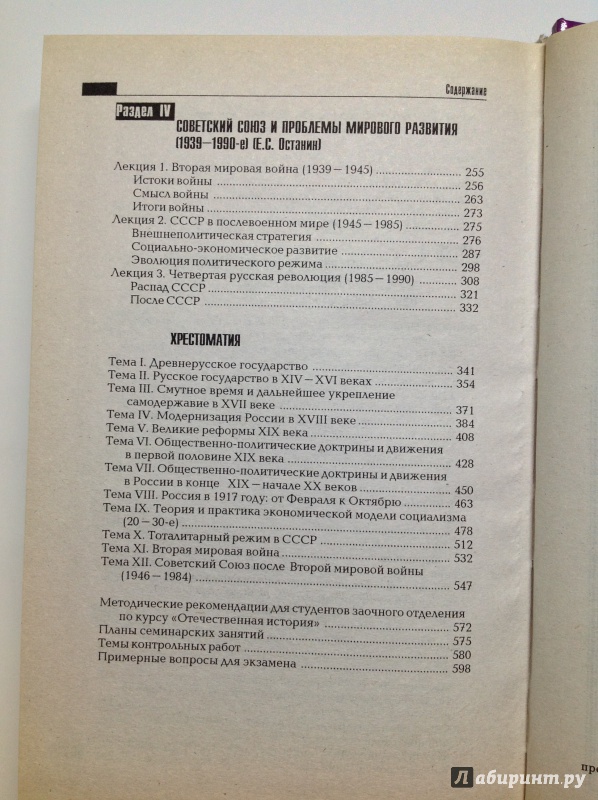 Содержание
Раздел IV
СОВЕТСКИЙ СОЮЗ И ПРОБЛЕМЫ МИРОВОГО РАЗВИТИЯ
(1939—1990-е) (Е.С. Останин)
Лекция 1. Вторая мировая война (1939—1945) 255
Истоки войны 256
Смысл войны 263
Итоги войны 273
Лекция 2. СССР в послевоенном мире (1945—1985) 275
Внешнеполитическая стратегия 276
Социально-экономическое развитие 287
Эволюция политического режима 298
Лекция 3. Четвертая русская революция (1985—1990) 308
Распад СССР 321
После СССР 332
ХРЕСТОМАТИЯ
Тема I. Древнерусское государство 341
Тема II. Русское государство в XIV—XVI веках 354
Тема III. Смутное время и дальнейшее укрепление
самодержавие в XVII веке 371
Тема IV. Модернизация России в XVIII веке 384
Тема V. Великие реформы XIX века 408
Тема VI. Общественно-политические доктрины и движения
в первой половине XIX века 428
Тема VII. Общественно-политические доктрины и движения
в России в конце XIX—начале XX веков 450
Тема VIII. Россия в 1917 году: от Февраля к Октябрю 463
Тема IX. Теория и практика экономической модели социализма
(20—30-е) 478
Тема X. Тоталитарный режим в СССР 512
Тема XI. Вторая мировая война 532
Тема XII. Советский Союз после Второй мировой войны
(1946—1984) 547
Методические рекомендации для студентов заочного отделения
по курсу «Отечественная история» 572
Планы семинарских занятий 575
Темы контрольных работ 580
Примерные вопросы для экзамена 598
про
лабиринт.ру